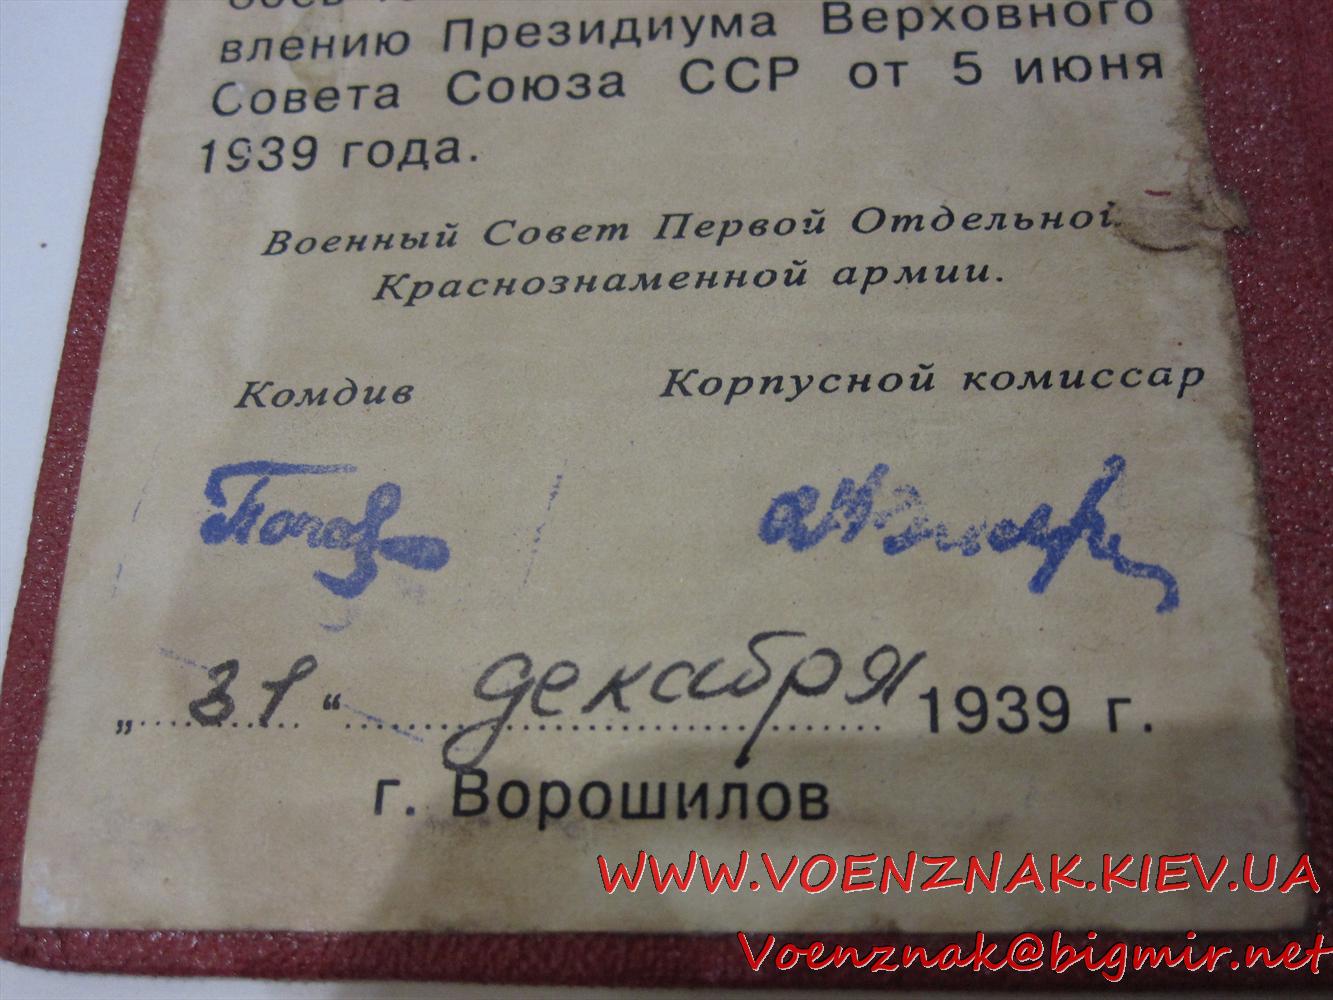 влению Президиума Верховного
Совета Союза ССР от 5 июня
1939 года.
Военный Совет Первой Отдельной
Краснознаменной армии.
Комдив Корпусной комиссар
„31“ декабря 1939 г.
г. Ворошилов
WWW.VOENZNAK.KIEV.UA
Voenznak@bigmir.net